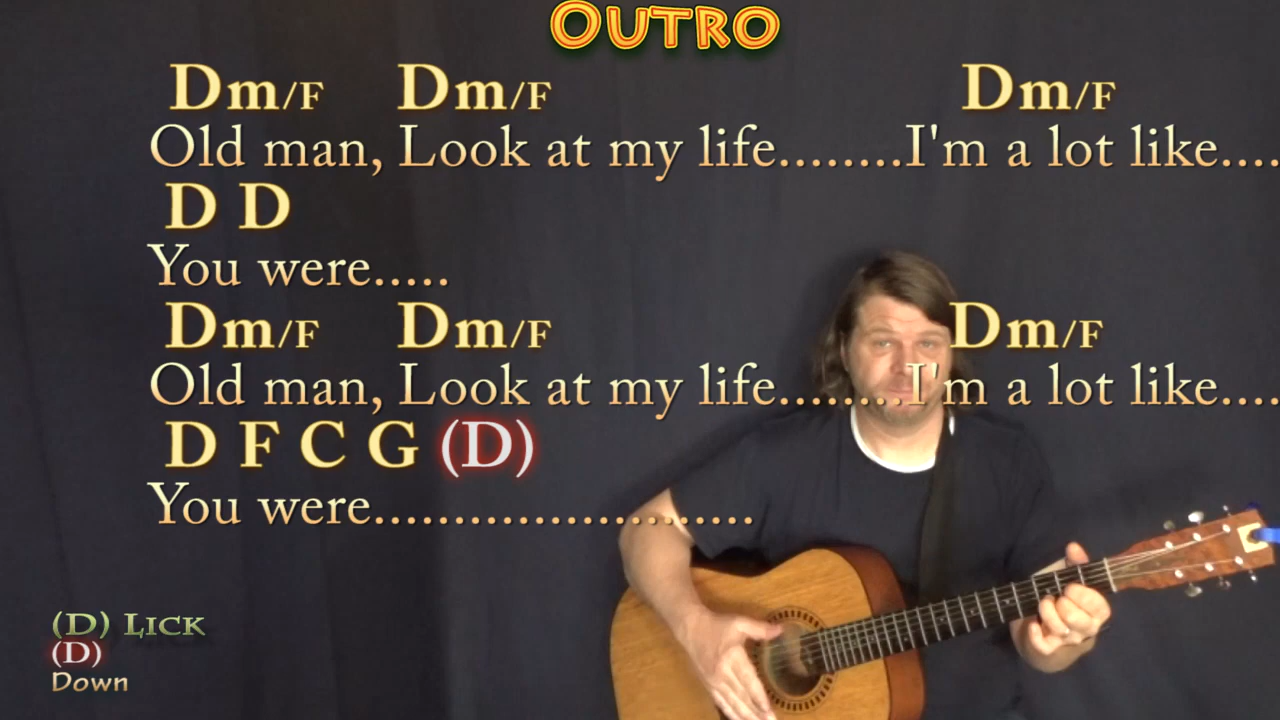 OUTRO
Dm/F Dm/F Dm/F
Old man, Look at my life........I'm a lot like....
D D
You were.....
Dm/F Dm/F Dm/F
Old man, Look at my life........I'm a lot like....
D F C G (D)
You were........................
(D) LICK
(D)
Down